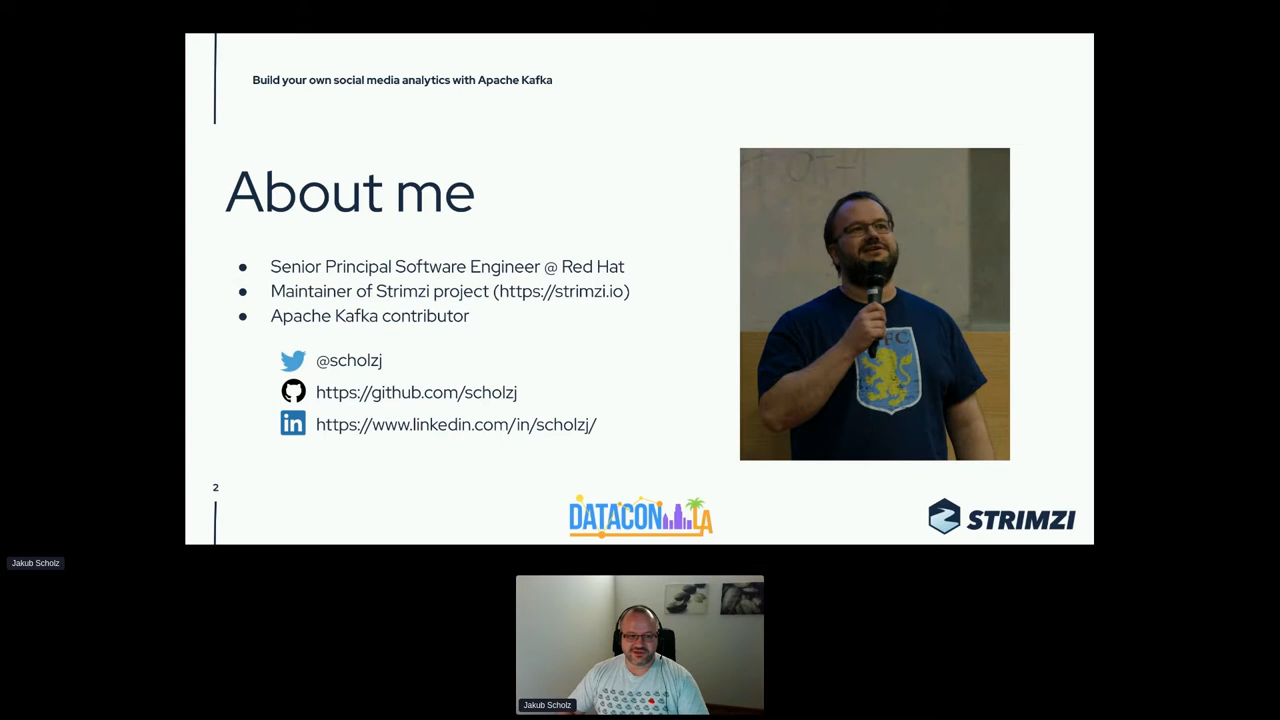 Build your own social media analytics with Apache Kafka
About me
● Senior Principal Software Engineer @ Red Hat
● Maintainer of Strimzi project (https://strimzi.io)
● Apache Kafka contributor
@scholzj
https://github.com/scholzj
in https://www.linkedin.com/in/scholzj/
2
DATACON LA
STRIMZI
Jakub Scholz
Jakub Scholz